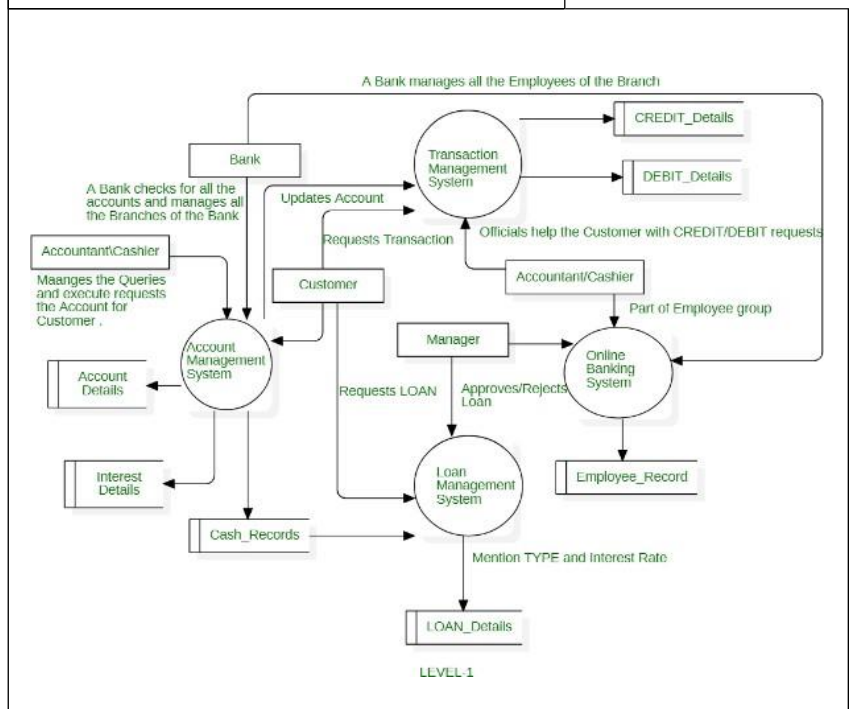 A Bank manages all the Employees of the Branch
CREDIT_Details
Transaction
Management
System
Bank
DEBIT_Details
A Bank checks for all the
accounts and manages all
the Branches of the Bank
Updates Account
Requests Transaction
Officials help the Customer with CREDIT/DEBIT requests
Accountant\Cashier
Customer
Accountant/Cashier
Maanges the Queries
and execute requests
the Account for
Customer .
Part of Employee group
Manager
Account
Management
System
Online
Banking
System
Account
Details
Requests LOAN
Approves/Rejects
Loan
Interest
Details
Loan
Management
System
Employee_Record
Cash_Records
Mention TYPE and Interest Rate
LOAN_Details
LEVEL-1